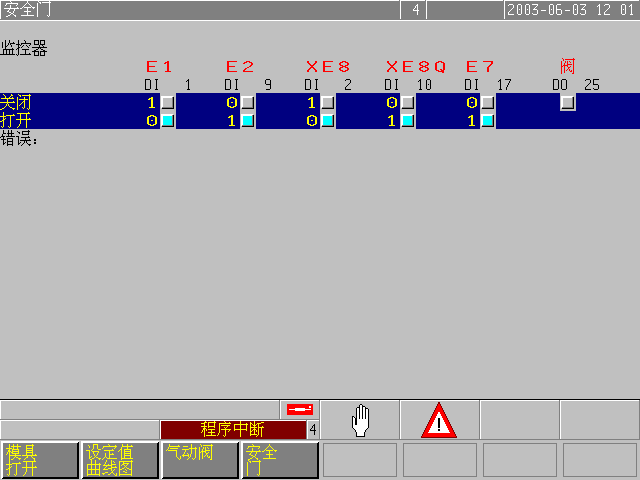 安全门 4 2003-06-03 12 01
监控器
E1 E2 XE8 XE8Q E7 阀
DI 1 DI 9 DI 2 DI 10 DI 17 DO 25
关闭 1 0 1 0 0
打开 0 1 0 1 1
错误:
程序中断 4
模具 设定值 气动阀 安全
打开 曲线图 门